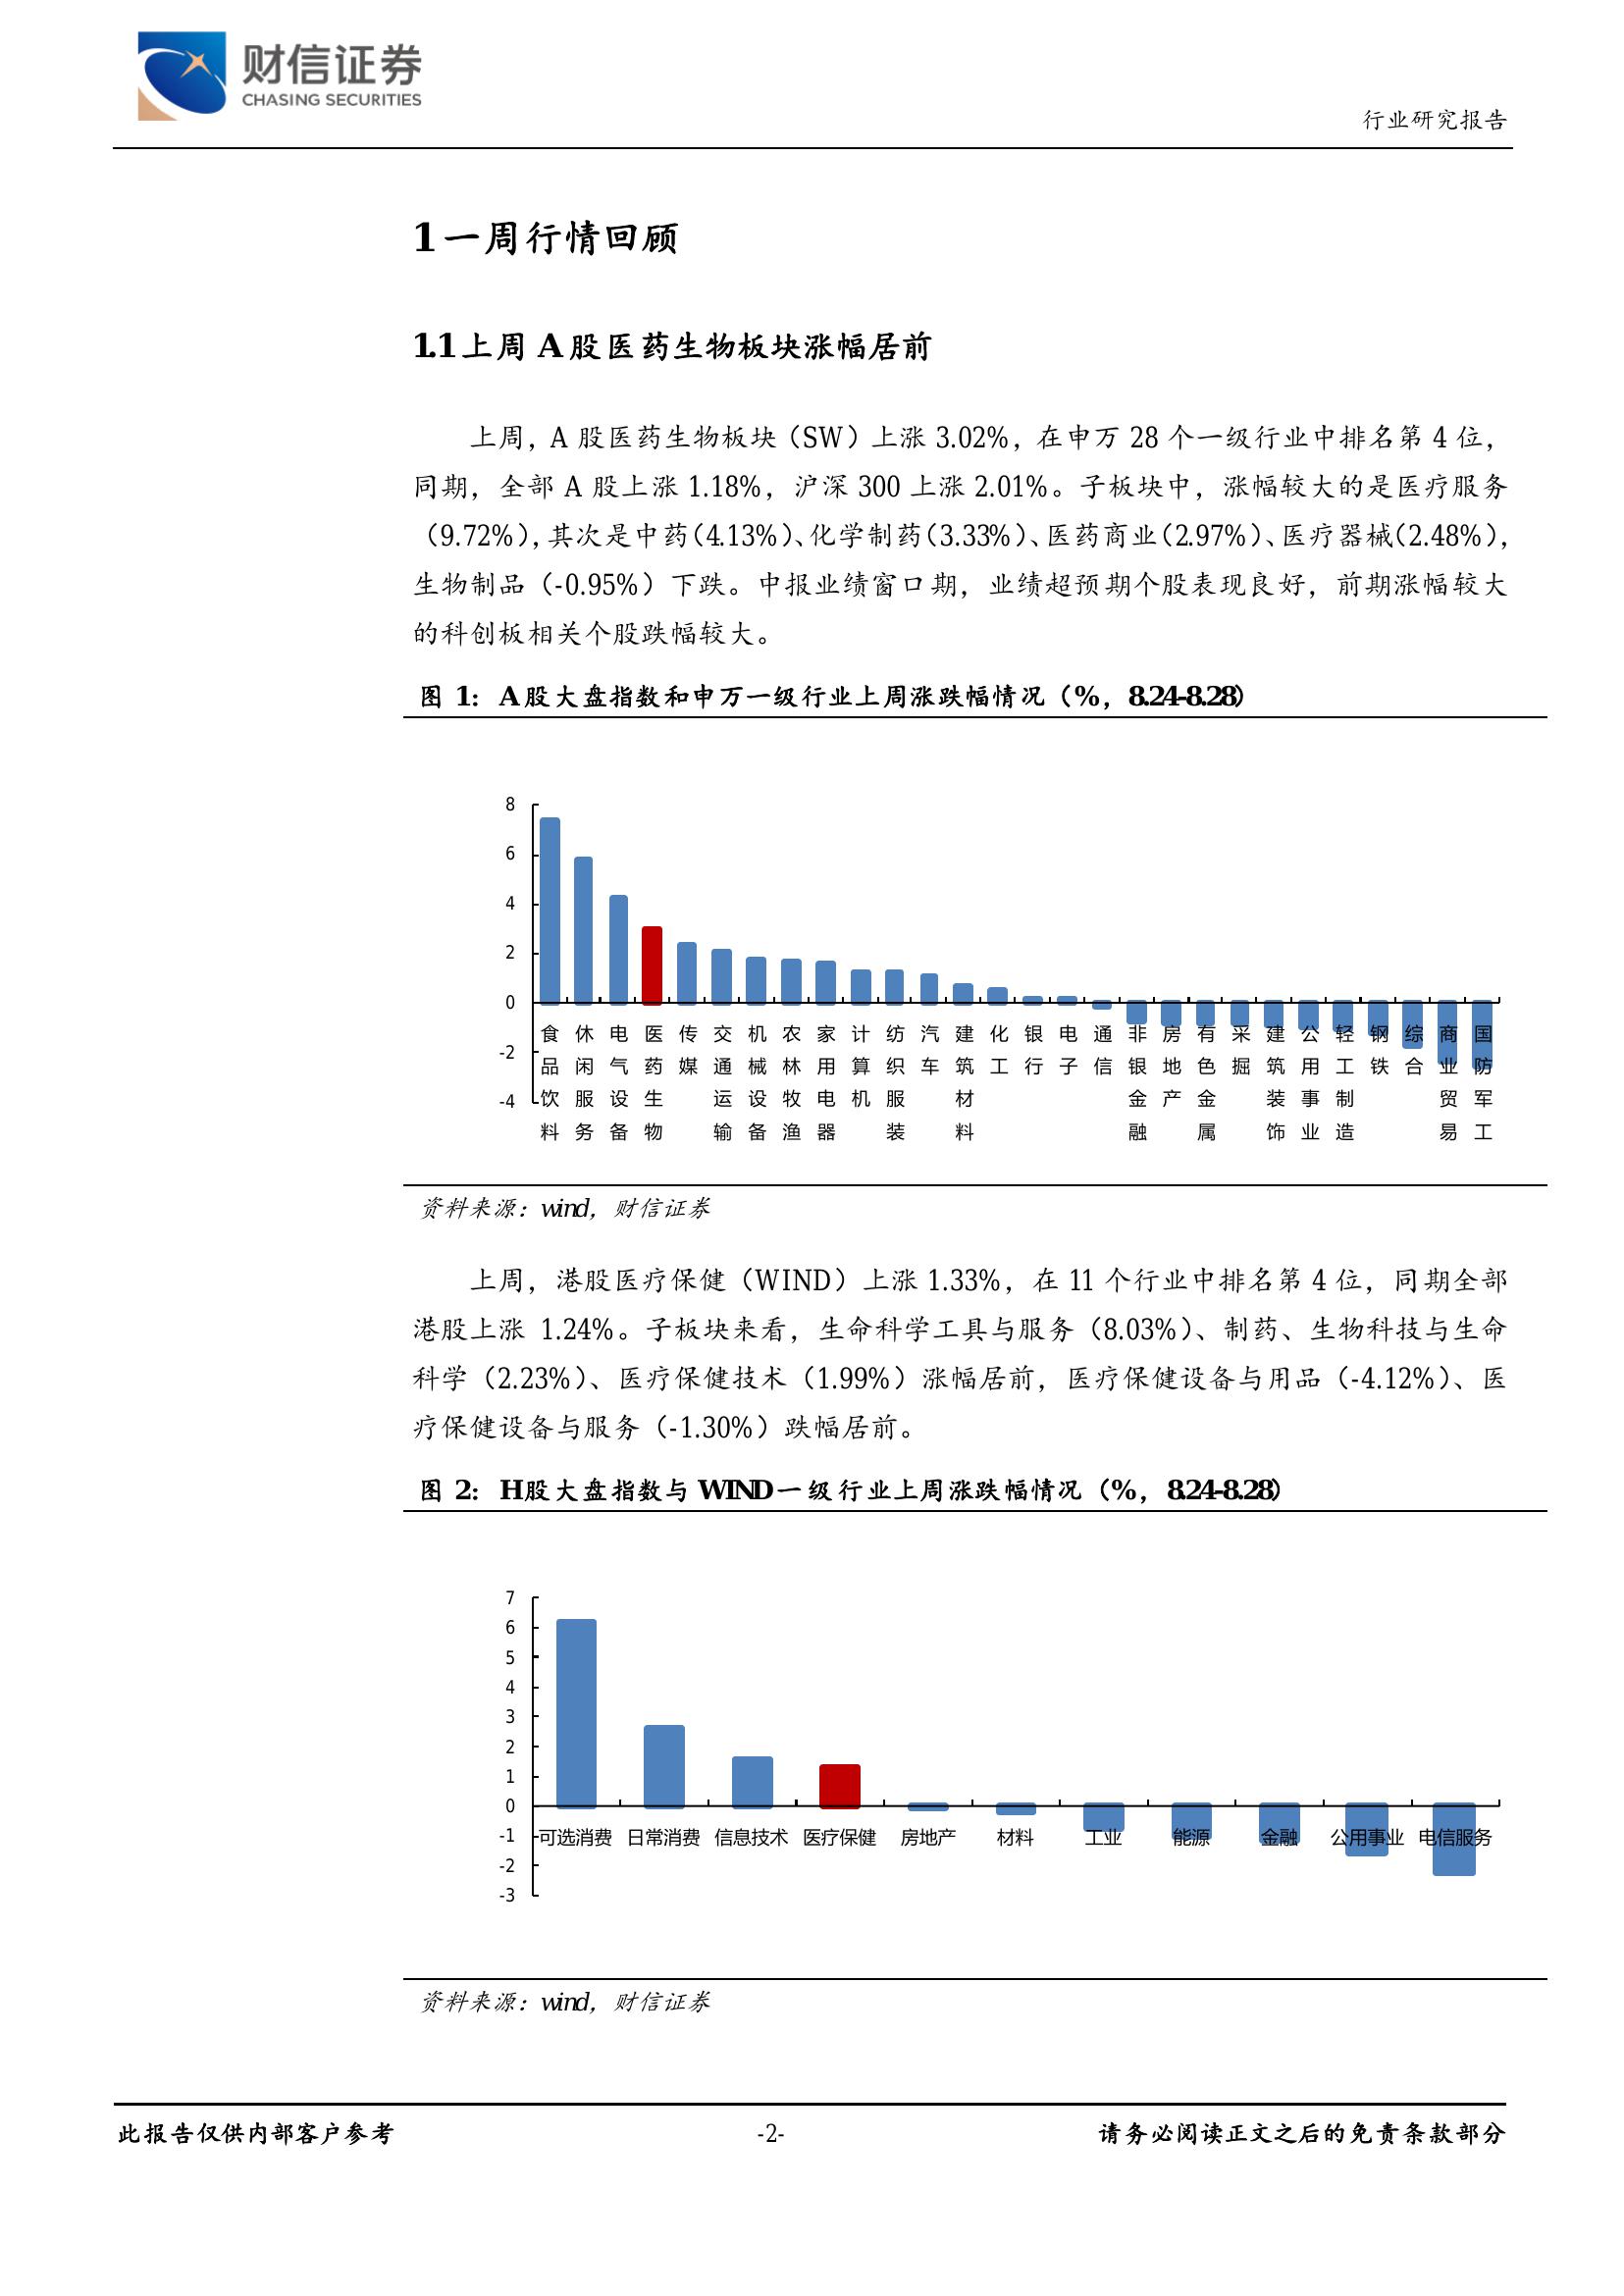 财信证券
CHASING SECURITIES
行业研究报告
1 一周行情回顾
1.1 上周 A 股医药生物板块涨幅居前
上周，A 股医药生物板块（SW）上涨 3.02%，在申万 28 个一级行业中排名第 4 位，
同期，全部 A 股上涨 1.18%，沪深 300 上涨 2.01%。子板块中，涨幅较大的是医疗服务
（9.72%），其次是中药（4.13%）、化学制药（3.33%）、医药商业（2.97%）、医疗器械（2.48%），
生物制品（-0.95%）下跌。中报业绩窗口期，业绩超预期个股表现良好，前期涨幅较大
的科创板相关个股跌幅较大。
图 1：A 股大盘指数和申万一级行业上周涨跌幅情况（%，8.24-8.28）
8
6
4
2
0
-2
-4
食品饮料
休闲服务
电气设备
医药生物
传媒
交通运输
机械设备
农林牧渔
家用电器
计算机
纺织服装
汽车
建筑材料
化工
银行
电子
通信
非银金融
房地产
有色金属
采掘
建筑装饰
公用事业
轻工制造
钢铁
综合
商业贸易
国防军工
资料来源：wind，财信证券
上周，港股医疗保健（WIND）上涨 1.33%，在 11 个行业中排名第 4 位，同期全部
港股上涨 1.24%。子板块来看，生命科学工具与服务（8.03%）、制药、生物科技与生命
科学（2.23%）、医疗保健技术（1.99%）涨幅居前，医疗保健设备与用品（-4.12%）、医
疗保健设备与服务（-1.30%）跌幅居前。
图 2：H 股大盘指数与 WIND 一级行业上周涨跌幅情况（%，8.24-8.28）
7
6
5
4
3
2
1
0
-1
-2
-3
可选消费 日常消费 信息技术 医疗保健 房地产 材料 工业 能源 金融 公用事业 电信服务
资料来源：wind，财信证券
此报告仅供内部客户参考 -2- 请务必阅读正文之后的免责条款部分